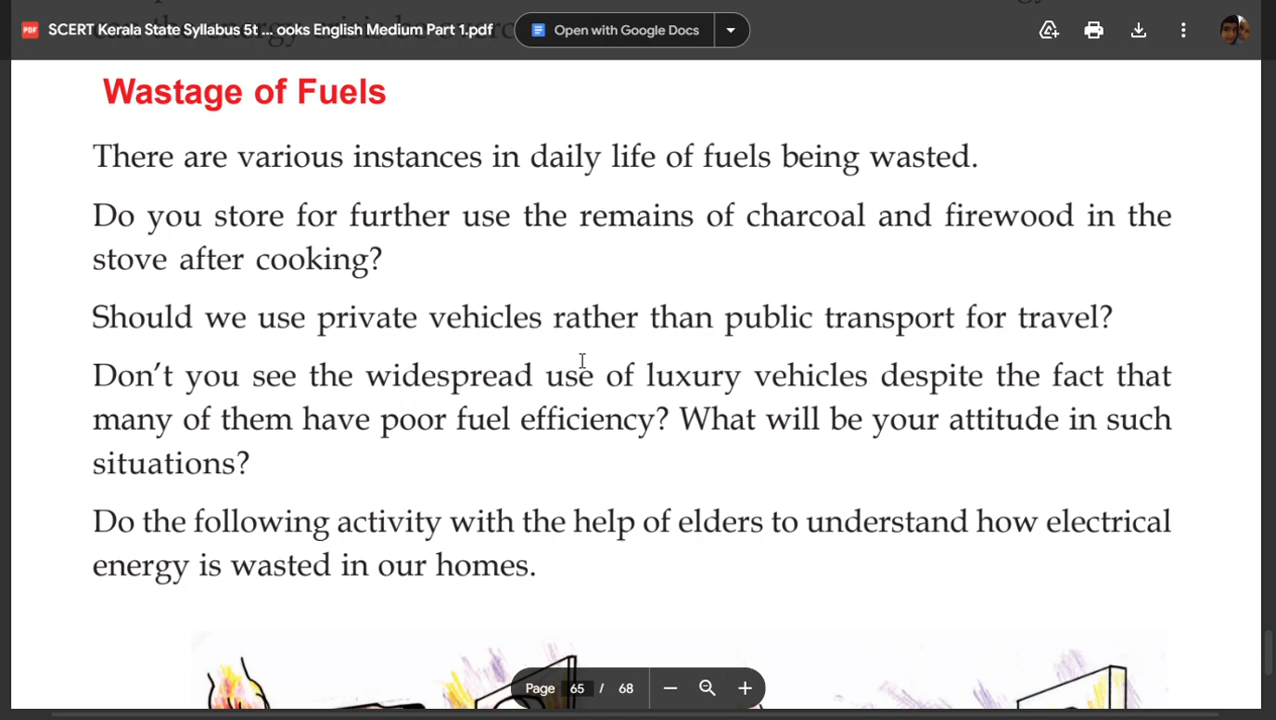 SCERT Kerala State Syllabus 5t ... ooks English Medium Part 1.pdf
Open with Google Docs
Wastage of Fuels
There are various instances in daily life of fuels being wasted.
Do you store for further use the remains of charcoal and firewood in the
stove after cooking?
Should we use private vehicles rather than public transport for travel?
Don't you see the widespread use of luxury vehicles despite the fact that
many of them have poor fuel efficiency? What will be your attitude in such
situations?
Do the following activity with the help of elders to understand how electrical
energy is wasted in our homes.
Page 65 / 68